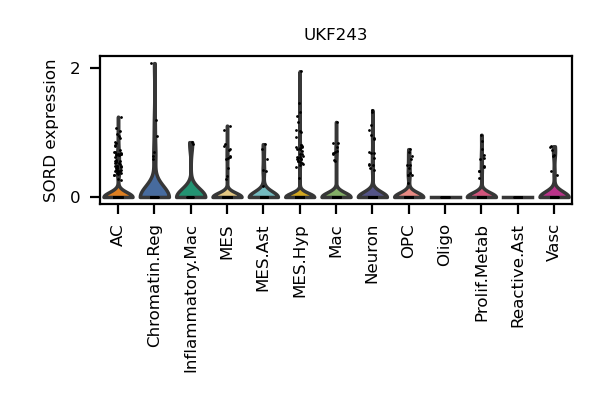 UKF243
SORD expression
2
0
AC
Chromatin.Reg
Inflammatory.Mac
MES
MES.Ast
MES.Hyp
Mac
Neuron
OPC
Oligo
Prolif.Metab
Reactive.Ast
Vasc